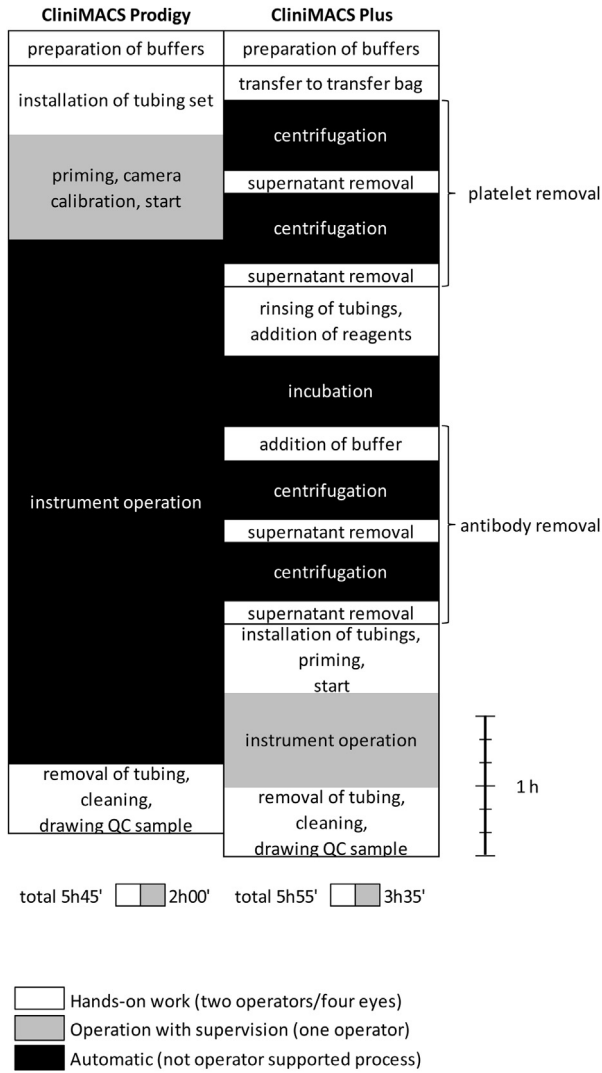 CliniMACS Prodigy
CliniMACS Plus
preparation of buffers
preparation of buffers
installation of tubing set
transfer to transfer bag
priming, camera
calibration, start
centrifugation
supernatant removal
centrifugation
supernatant removal
platelet removal
rinsing of tubings,
addition of reagents
incubation
instrument operation
addition of buffer
centrifugation
supernatant removal
centrifugation
supernatant removal
antibody removal
installation of tubings,
priming,
start
instrument operation
1 h
removal of tubing,
cleaning,
drawing QC sample
removal of tubing,
cleaning,
drawing QC sample
total 5h45' 2h00'
total 5h55' 3h35'
Hands-on work (two operators/four eyes)
Operation with supervision (one operator)
Automatic (not operator supported process)